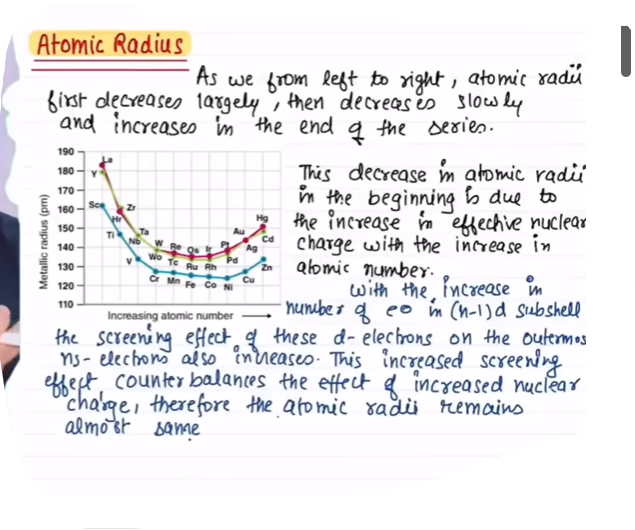 Atomic Radius
As we from left to right, atomic radii
first decreases largely, then decreases slowly
and increases in the end of the series.
190
180
170
160
150
140
130
120
110
Metallic radius (pm)
La
Y
Sc
Zr
Hr
Ti
Ta
Nb
V
W
Wo
Cr
Re
Tc
Mn
Os
Ru
Fe
Ir
Rh
Co
Pt
Pd
Ni
Au
Ag
Cu
Hg
Cd
Zn
Increasing atomic number
This decrease in atomic radii
in the beginning is due to
the increase in effective nuclear
charge with the increase in
atomic number.
With the increase in
number of eo in (n-1)d subshell
the screening effect of these d-electrons on the outermos
ns-electrons also increases. This increased screening
effect counter balances the effect of increased nuclear
charge, therefore the atomic radii remains
almost same